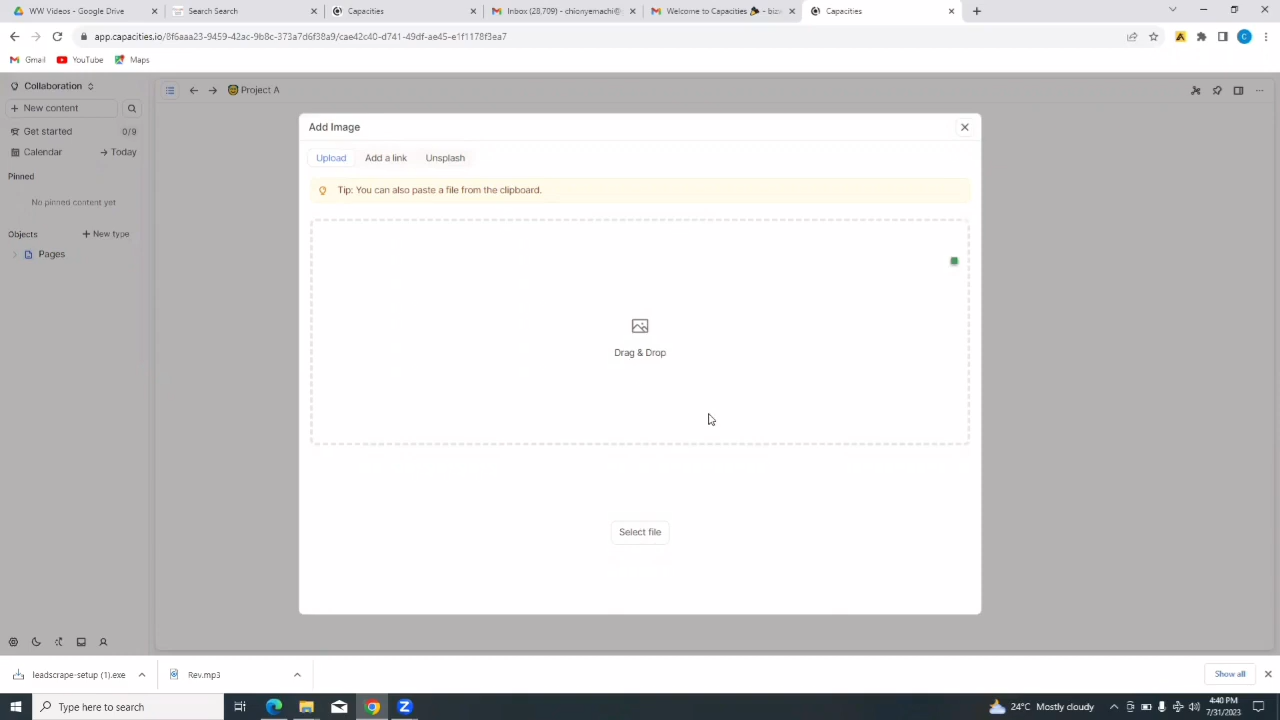 WW Videos - Google Drive
Search Search
Capacities
Inbox (28,709) - chionyemachi@
Welcome to Capacities 🎉 - bizw
Capacities
app.capacities.io/8f6aaa23-9459-42ac-9b8c-373a7d6f38a9/cae42c40-d741-49df-ae45-e1f1178f3ea7
C
Gmail
YouTube
Maps
Collaboration
Project A
New content
Get started
0/9
Calendar
Today
Pinned
No pinned content yet
Objects
New type
Pages
Add Image
Upload
Add a link
Unsplash
Tip: You can also paste a file from the clipboard.
Drag & Drop
Select file
leadscrape-setup (1).exe
Rev.mp3
Show all
Type here to search
Z
24°C Mostly cloudy
4:40 PM
7/31/2023